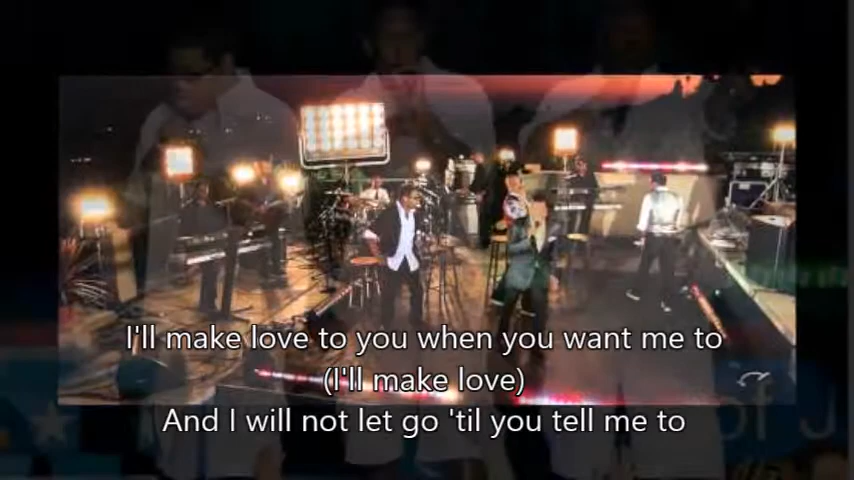 I'll make love to you when you want me to
(I'll make love)
And I will not let go 'til you tell me to
of J